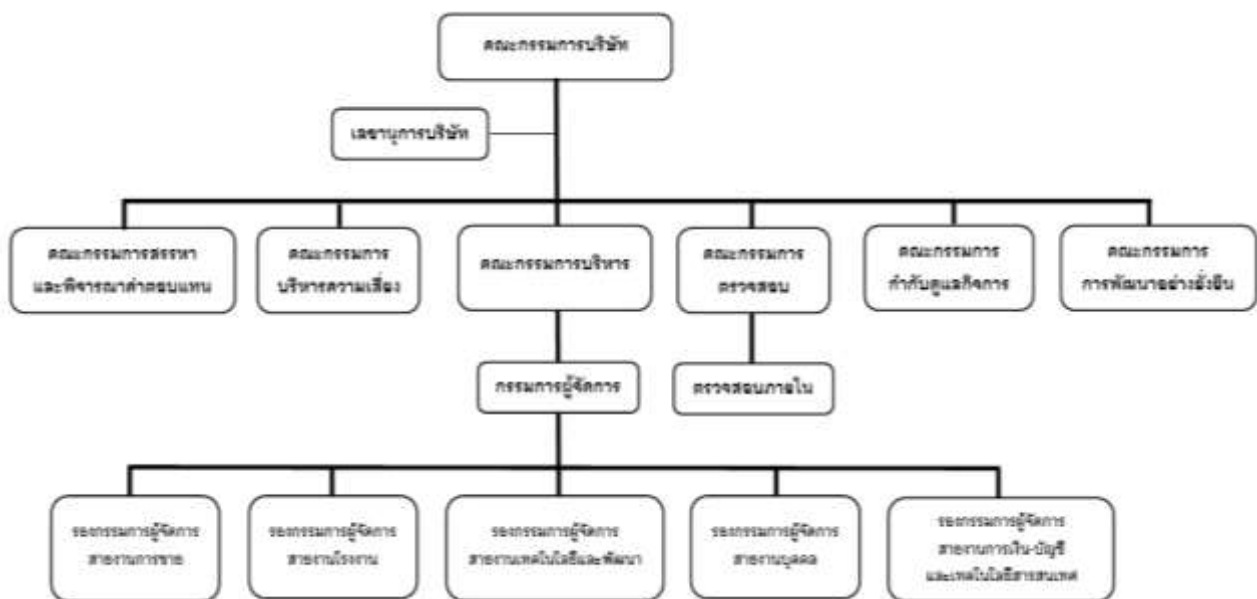 คณะกรรมการบริษัท
เลขานุการบริษัท
คณะกรรมการสรรหา
และพิจารณาค่าตอบแทน
คณะกรรมการ
บริหารความเสี่ยง
คณะกรรมการบริหาร
คณะกรรมการ
ตรวจสอบ
คณะกรรมการ
กำกับดูแลกิจการ
คณะกรรมการ
การพัฒนาอย่างยั่งยืน
กรรมการผู้จัดการ
ตรวจสอบภายใน
รองกรรมการผู้จัดการ
สายงานการขาย
รองกรรมการผู้จัดการ
สายงานโรงงาน
รองกรรมการผู้จัดการ
สายงานเทคโนโลยีและพัฒนา
รองกรรมการผู้จัดการ
สายงานบุคคล
รองกรรมการผู้จัดการ
สายงานการเงิน-บัญชี
และเทคโนโลยีสารสนเทศ